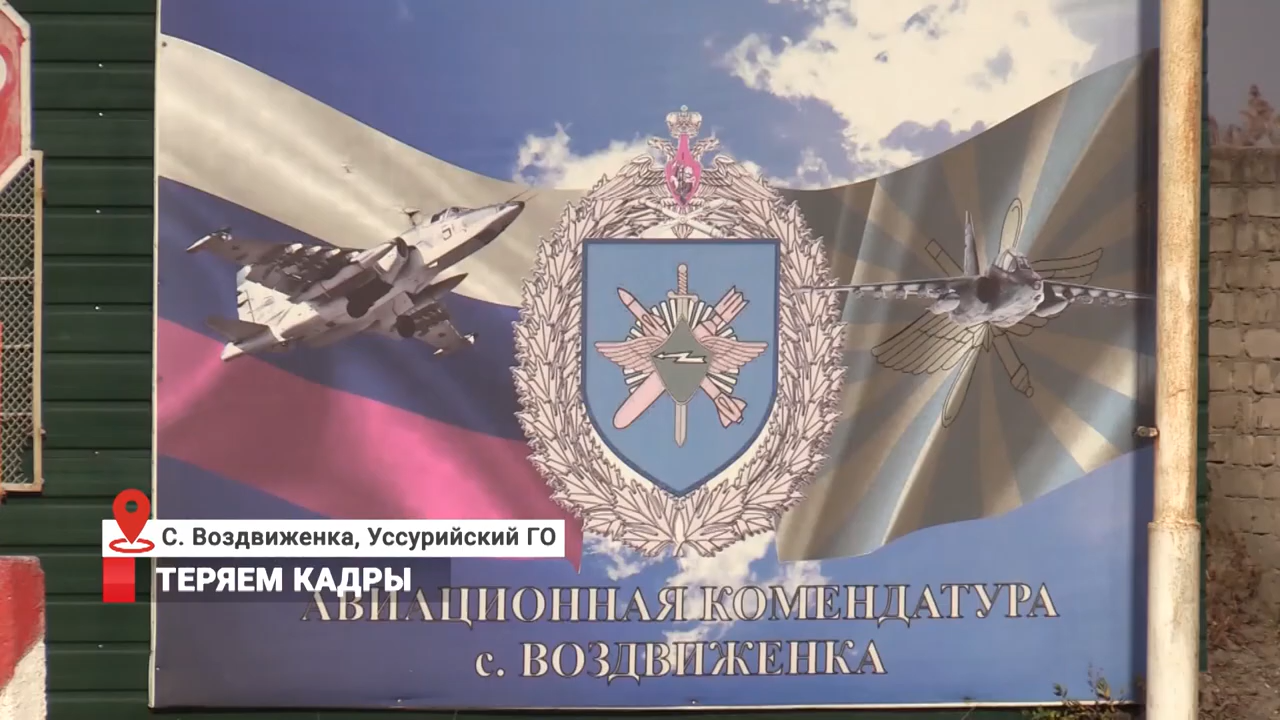 С. Воздвиженка, Уссурийский ГО
ТЕРЯЕМ КАДРЫ
АВИАЦИОННАЯ КОМЕНДАТУРА
с. ВОЗДВИЖЕНКА